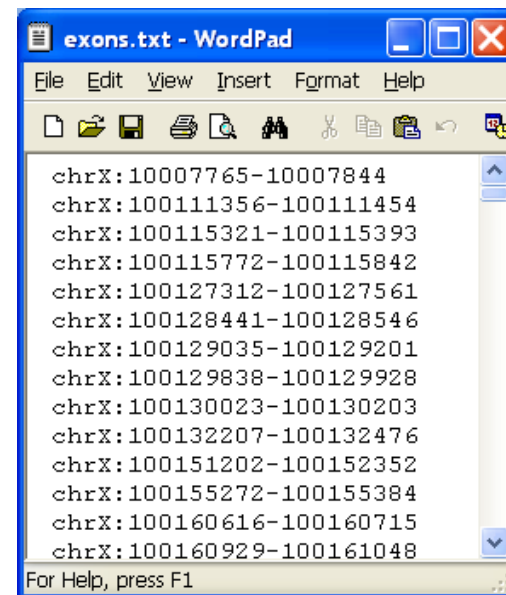 exons.txt - WordPad
File Edit View Insert Format Help
chrX:10007765-10007844
chrX:100111356-100111454
chrX:100115321-100115393
chrX:100115772-100115842
chrX:100127312-100127561
chrX:100128441-100128546
chrX:100129035-100129201
chrX:100129838-100129928
chrX:100130023-100130203
chrX:100132207-100132476
chrX:100151202-100152352
chrX:100155272-100155384
chrX:100160616-100160715
chrX:100160929-100161048
For Help, press F1